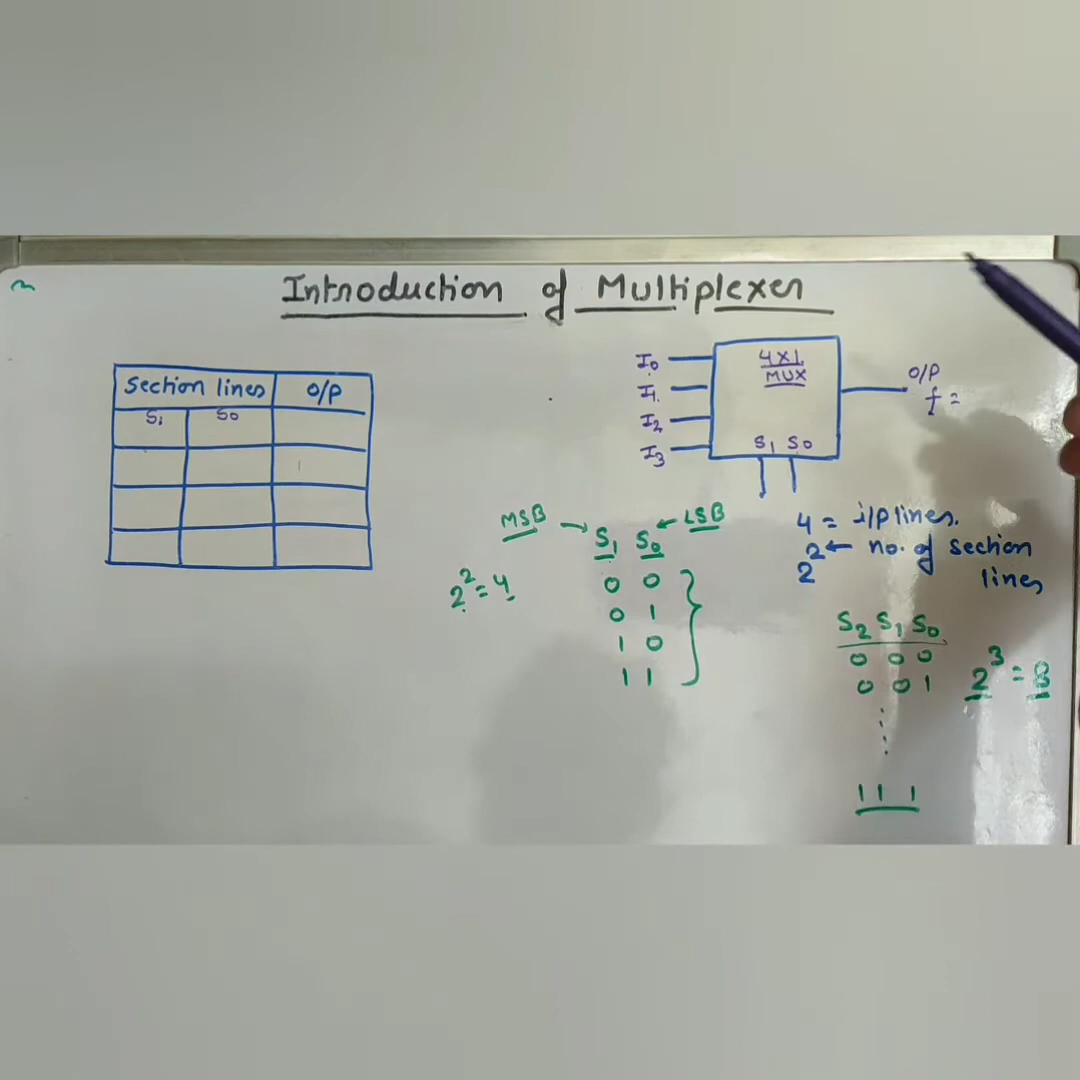 Introduction of Multiplexer
Section lines O/P
S1 S0
I0
I1
I2
I3
4X1
MUX
S1 S0
O/P
f =
MSB → S1 S0 ← LSB
2^2 = 4
0 0
0 1
1 0
1 1
4 = i/p lines.
2^2 ← no. of section
lines
S2 S1 S0
0 0 0
0 0 1
1 1 1
2^3 = 8